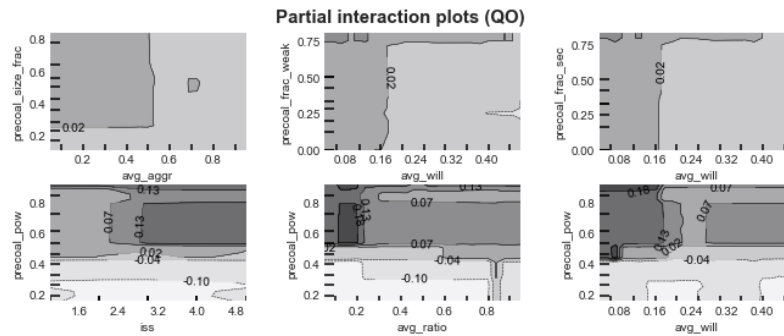 Partial interaction plots (QO)
precoal_size_frac
0.8
0.6
0.4
0.2
0.02
0.2 0.4 0.6 0.8
avg_aggr
precoal_frac_weak
0.75
0.50
0.25
0.00
0.02
0.08 0.16 0.24 0.32 0.40
avg_will
precoal_frac_sec
0.75
0.50
0.25
0.00
0.02
0.08 0.16 0.24 0.32 0.40
avg_will
precoal_pow
0.8
0.6
0.4
0.2
0.13
0.07
0.13
0.02
-0.04
-0.10
1.6 2.4 3.2 4.0 4.8
iss
precoal_pow
0.8
0.6
0.4
0.2
0.13
0.13
0.18
0.07
0.07
-0.04
-0.10
0.2 0.4 0.6 0.8
avg_ratio
precoal_pow
0.8
0.6
0.4
0.2
0.18
0.07
0.07
0.13
0.02
-0.04
0.08 0.16 0.24 0.32 0.40
avg_will